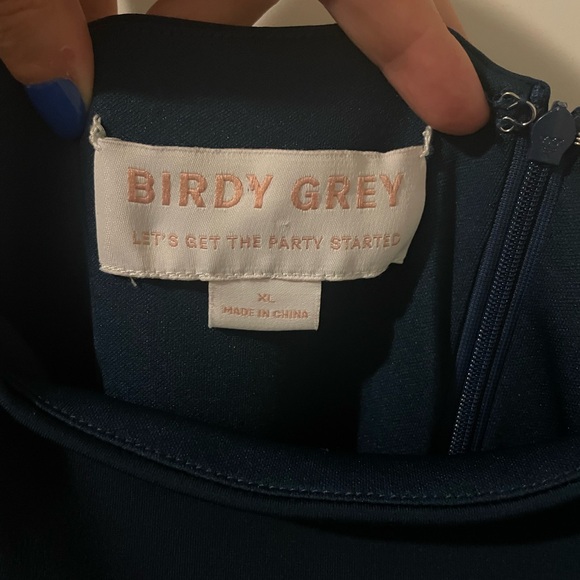 BIRDY GREY
LET'S GET THE PARTY STARTED
XL
MADE IN CHINA